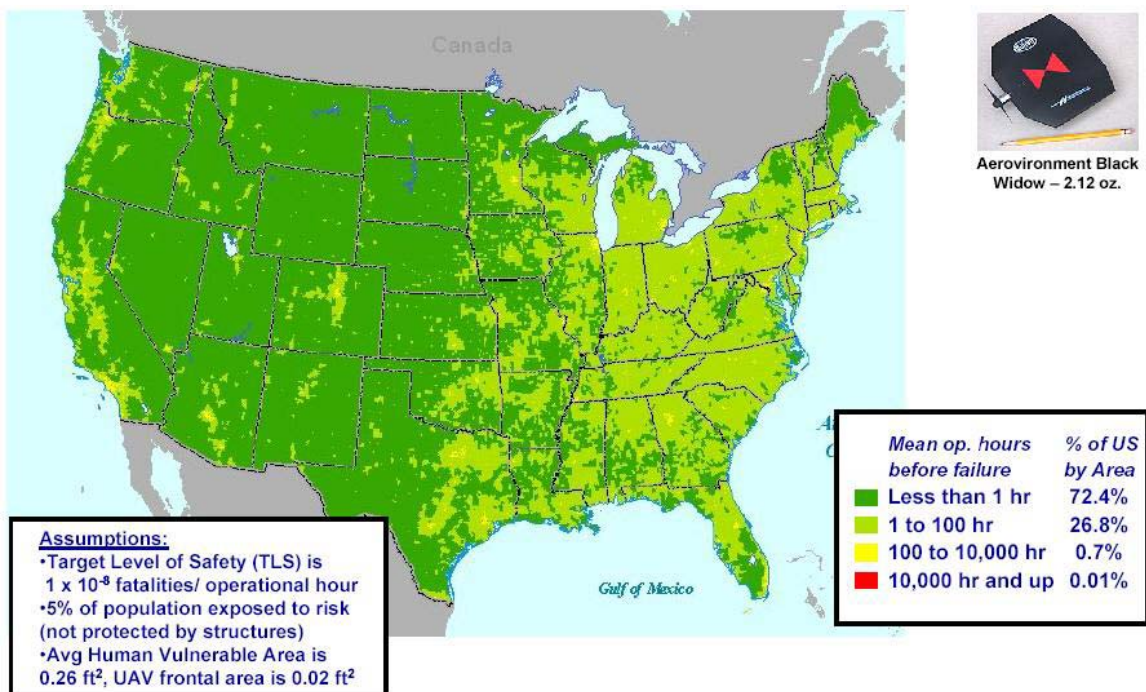 Canada
Aerovironment Black
Widow – 2.12 oz.
Gulf of Mexico
Mean op. hours % of US
before failure by Area
Less than 1 hr 72.4%
1 to 100 hr 26.8%
100 to 10,000 hr 0.7%
10,000 hr and up 0.01%
Assumptions:
•Target Level of Safety (TLS) is
1 x 10⁻⁸ fatalities/ operational hour
•5% of population exposed to risk
(not protected by structures)
•Avg Human Vulnerable Area is
0.26 ft², UAV frontal area is 0.02 ft²